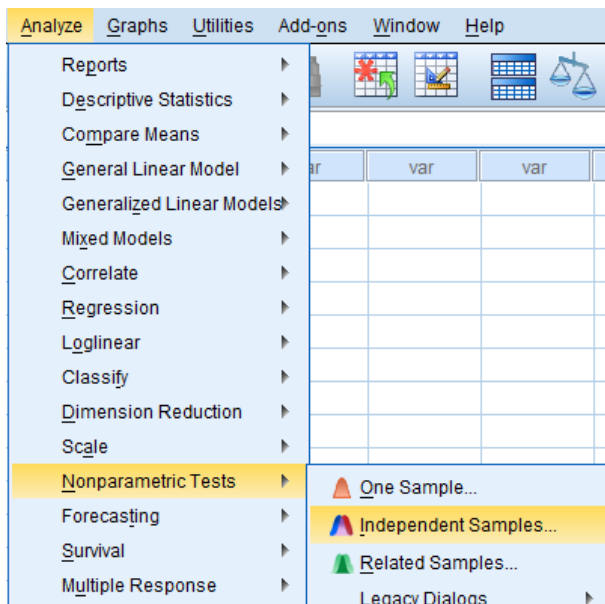 Analyze Graphs Utilities Add-ons Window Help
Reports
Descriptive Statistics
Compare Means
ar var var
General Linear Model
Generalized Linear Models
Mixed Models
Correlate
Regression
Loglinear
Classify
Dimension Reduction
Scale
Nonparametric Tests
One Sample...
Forecasting
Independent Samples...
Survival
Related Samples...
Multiple Response
Legacy Dialogs